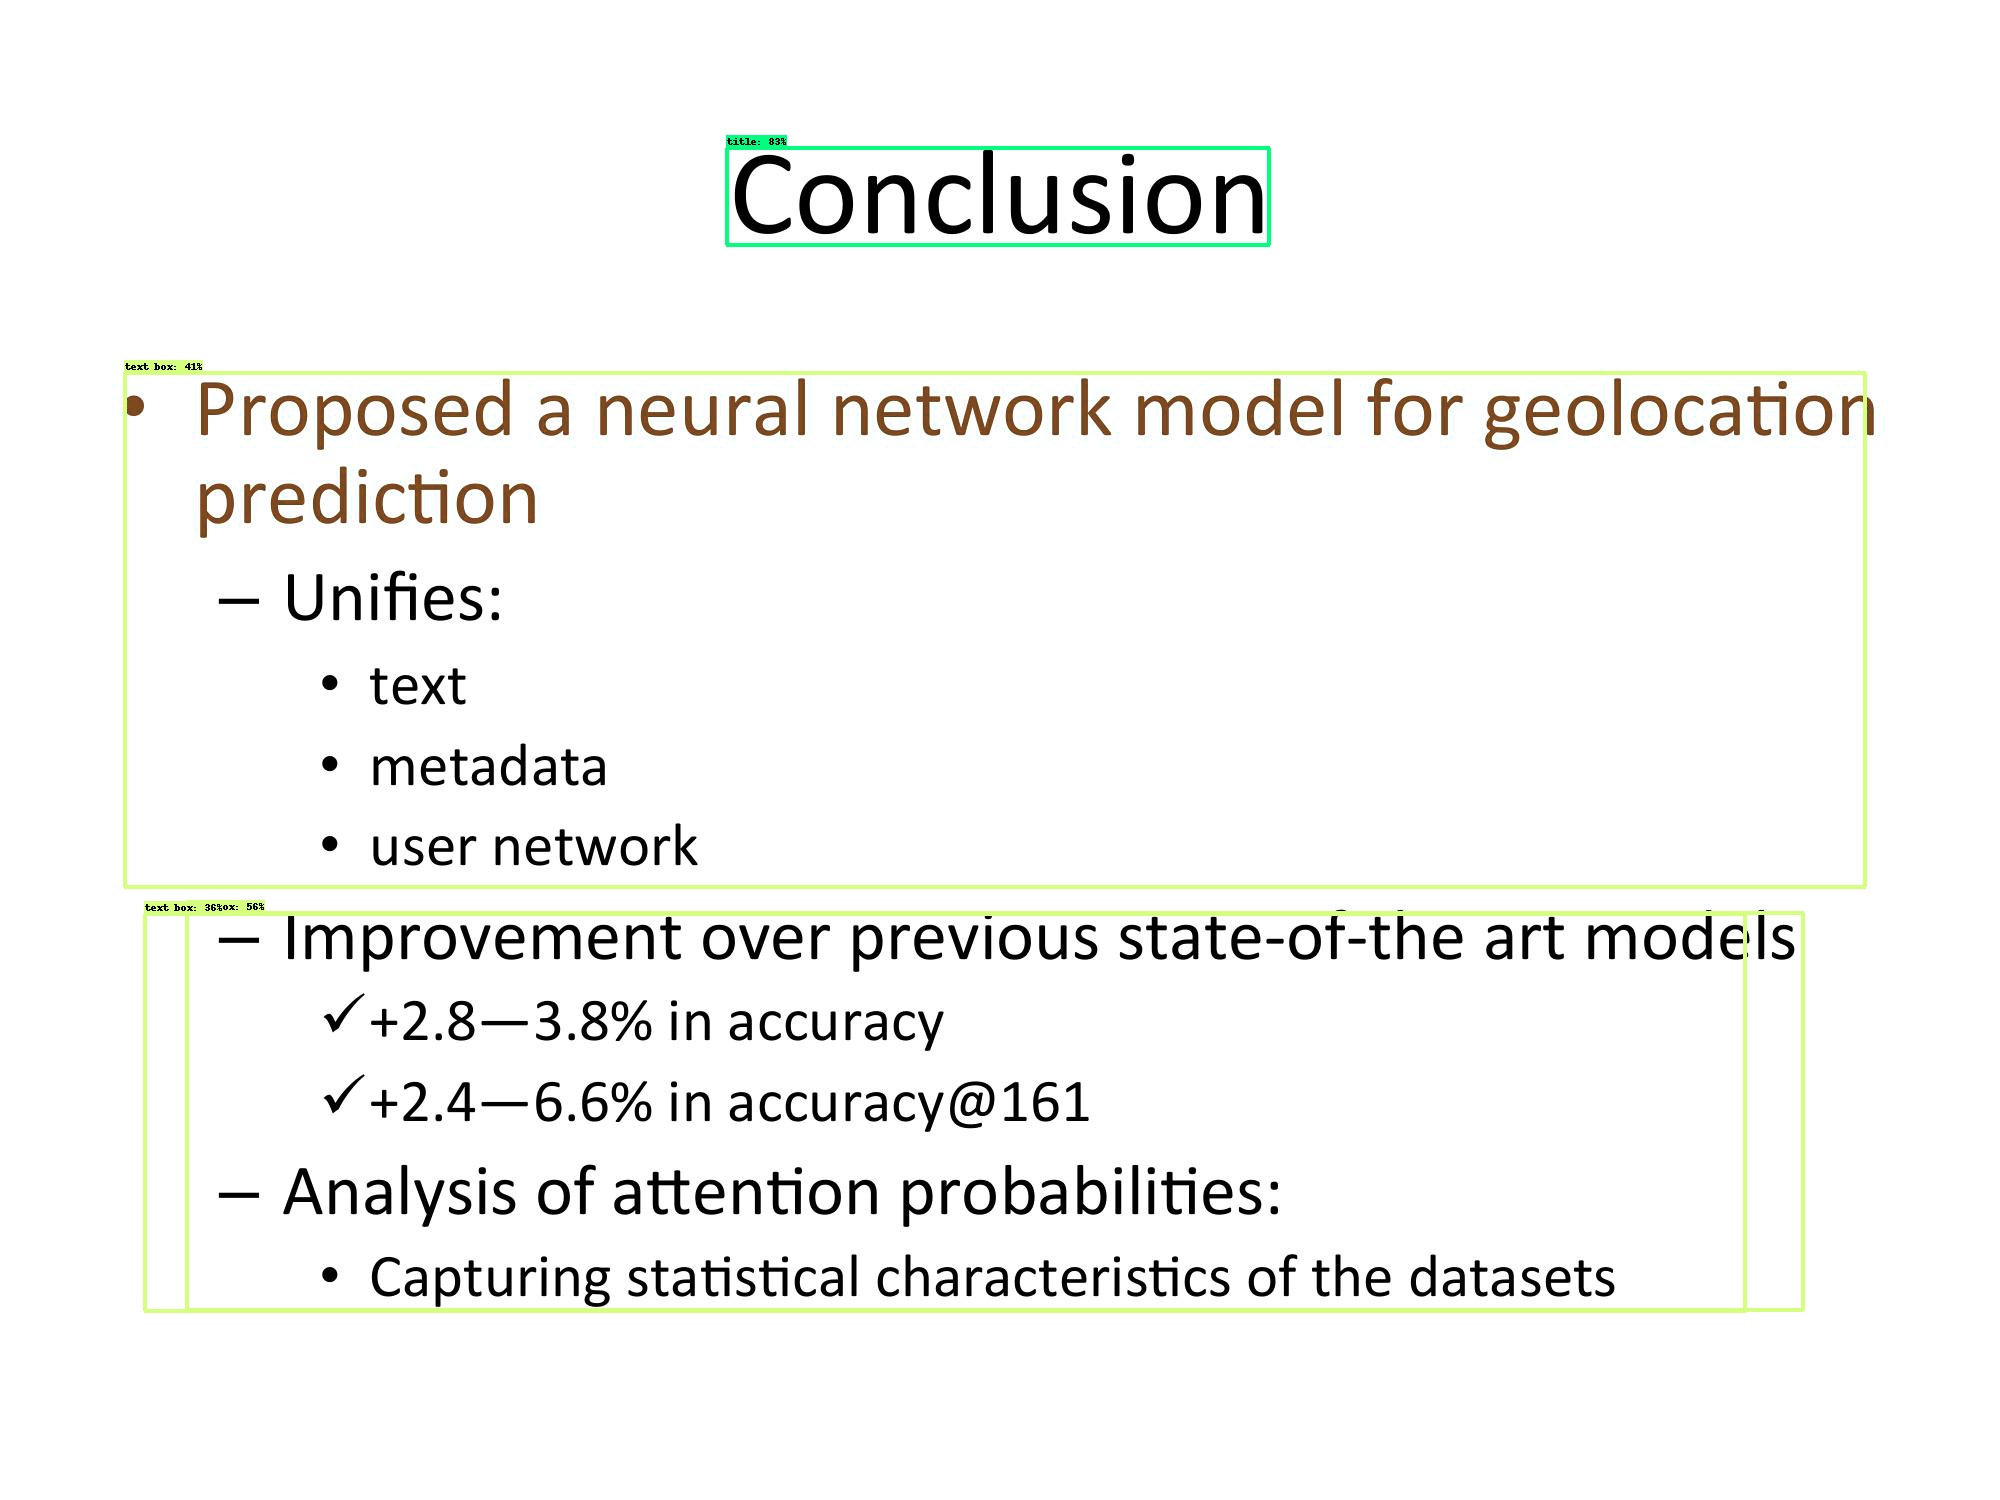 title: 83%
Conclusion
text box: 41%
• Proposed a neural network model for geolocation
prediction
– Unifies:
• text
• metadata
• user network
text box: 36%ox: 56%
– Improvement over previous state-of-the art models
✓+2.8—3.8% in accuracy
✓+2.4—6.6% in accuracy@161
– Analysis of attention probabilities:
• Capturing statistical characteristics of the datasets